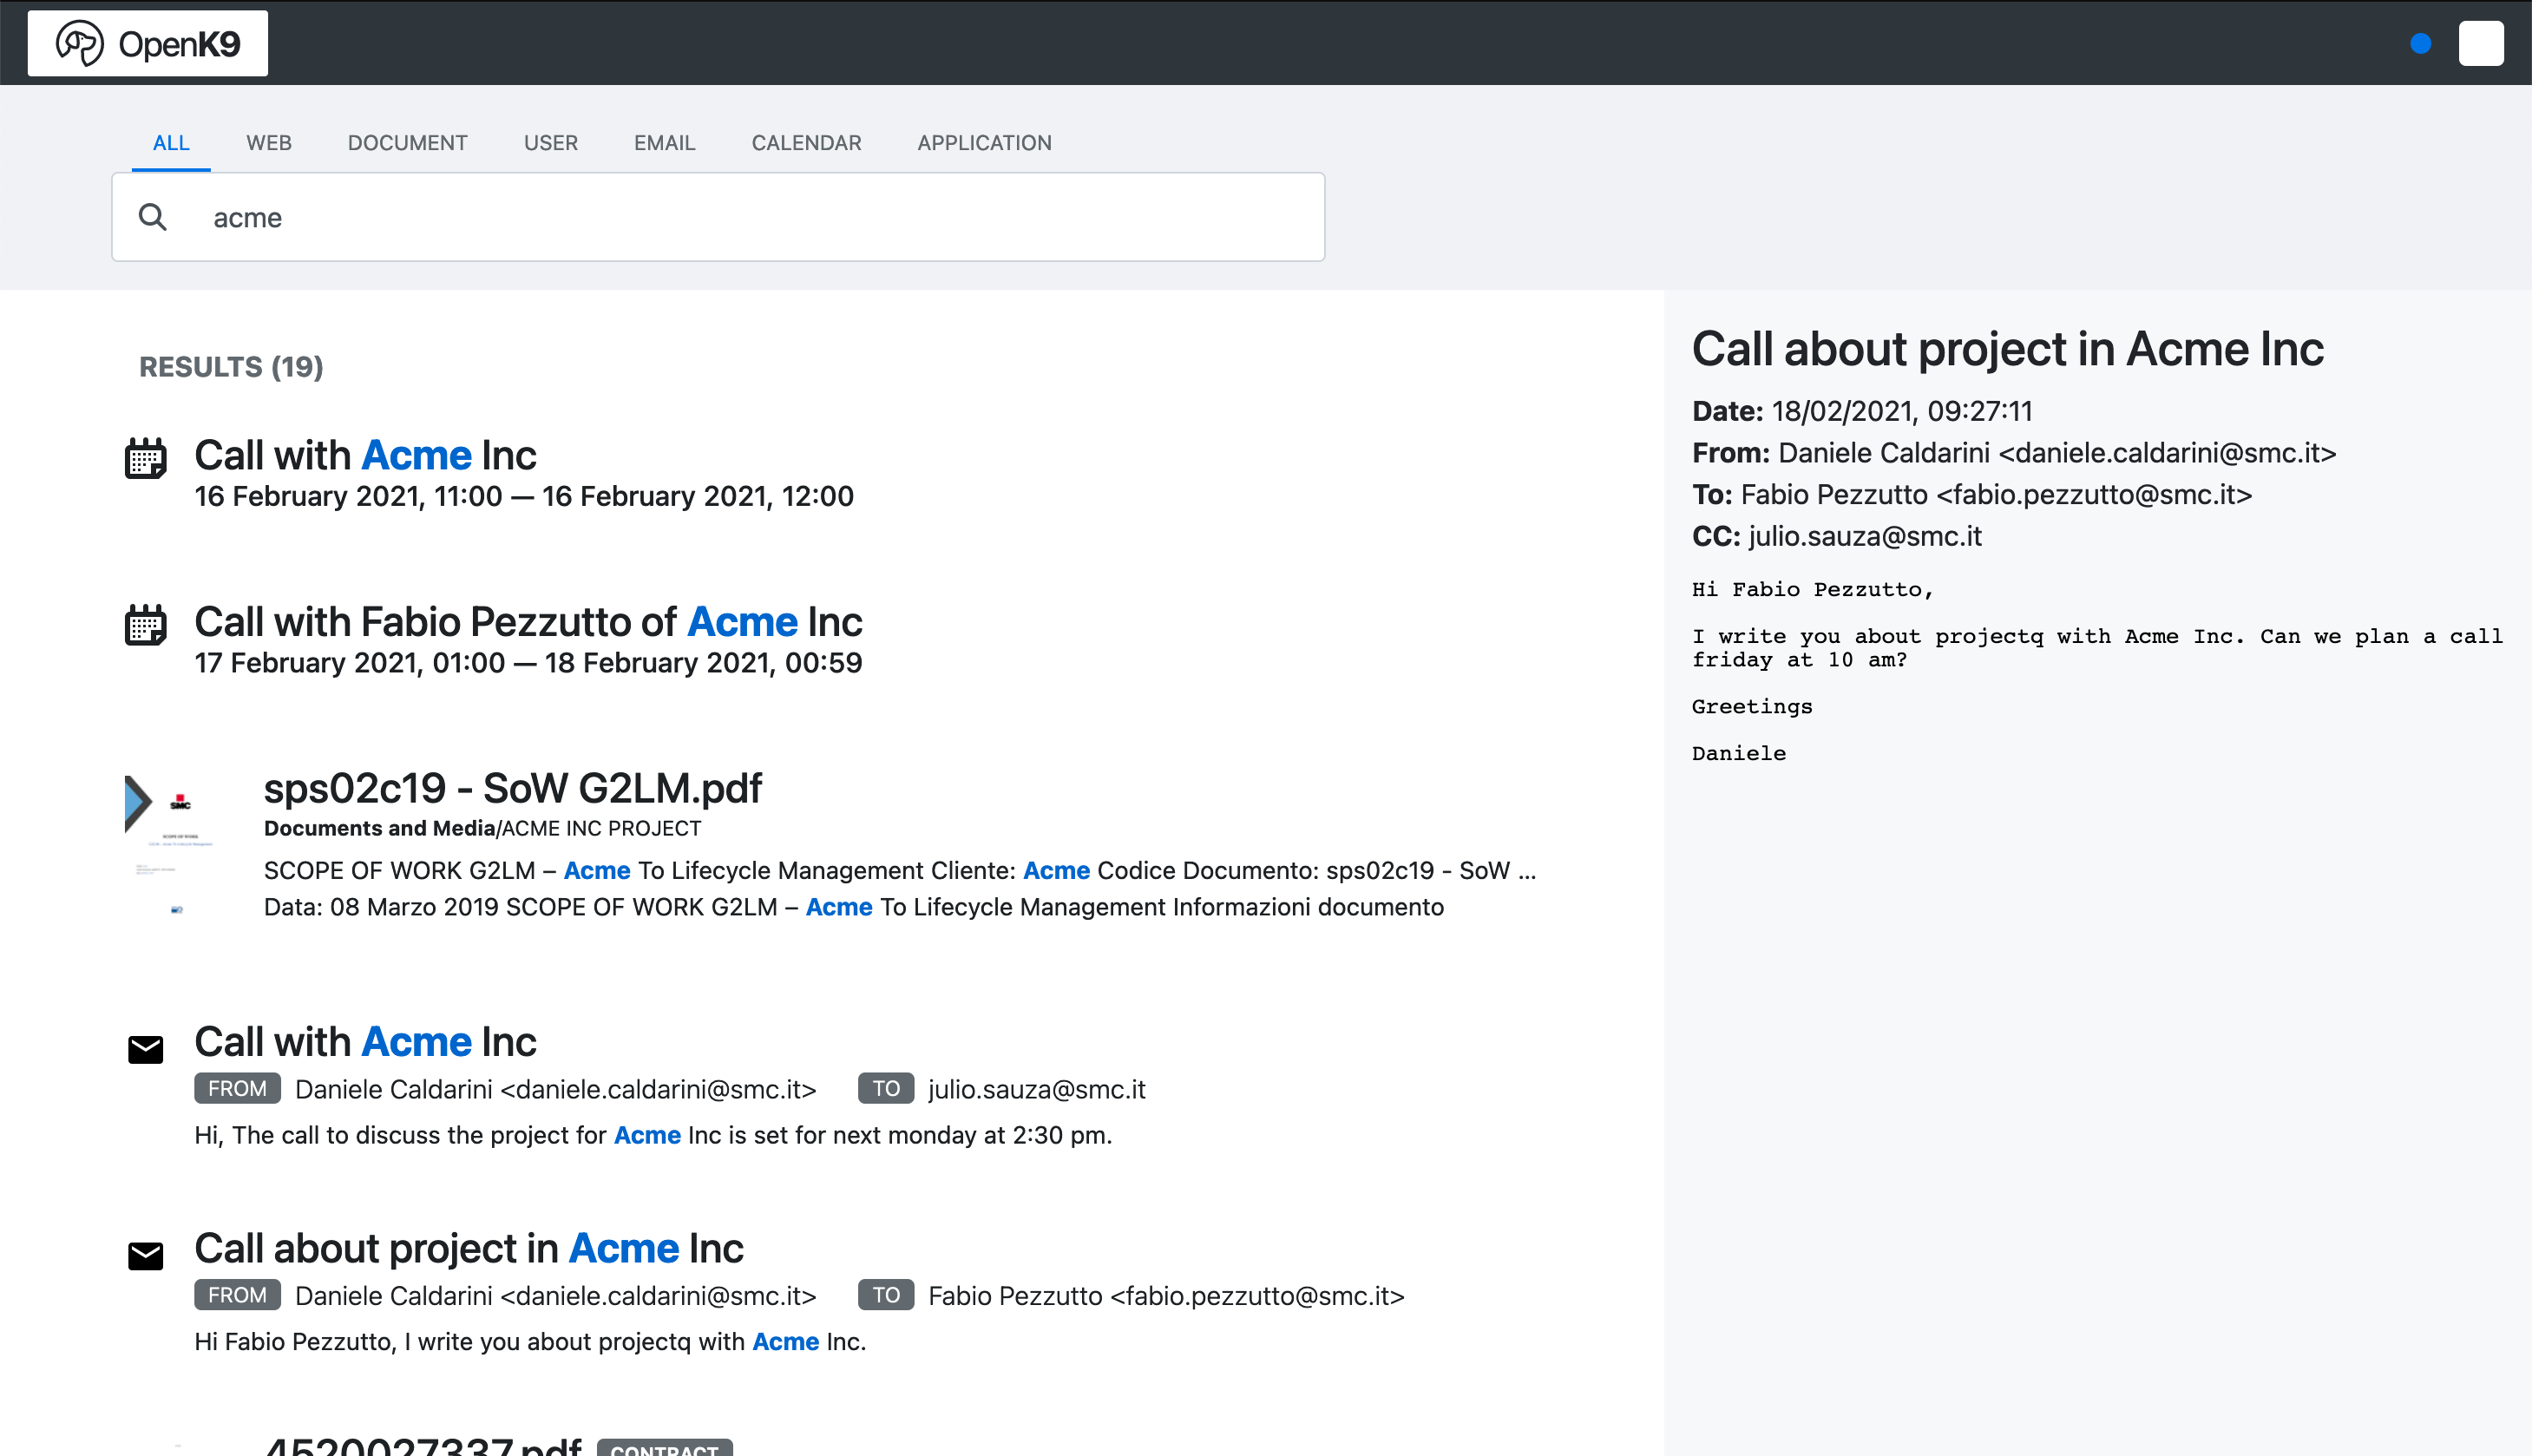 OpenK9
ALL WEB DOCUMENT USER EMAIL CALENDAR APPLICATION
acme
RESULTS (19)
Call with Acme Inc
16 February 2021, 11:00 — 16 February 2021, 12:00
Call with Fabio Pezzutto of Acme Inc
17 February 2021, 01:00 — 18 February 2021, 00:59
SMC
SCOPE OF WORK
sps02c19 - SoW G2LM.pdf
Documents and Media/ACME INC PROJECT
SCOPE OF WORK G2LM – Acme To Lifecycle Management Cliente: Acme Codice Documento: sps02c19 - SoW ...
Data: 08 Marzo 2019 SCOPE OF WORK G2LM – Acme To Lifecycle Management Informazioni documento
Call with Acme Inc
FROM Daniele Caldarini <daniele.caldarini@smc.it> TO julio.sauza@smc.it
Hi, The call to discuss the project for Acme Inc is set for next monday at 2:30 pm.
Call about project in Acme Inc
FROM Daniele Caldarini <daniele.caldarini@smc.it> TO Fabio Pezzutto <fabio.pezzutto@smc.it>
Hi Fabio Pezzutto, I write you about projectq with Acme Inc.
4520027337.pdf CONTRACT
Call about project in Acme Inc
Date: 18/02/2021, 09:27:11
From: Daniele Caldarini <daniele.caldarini@smc.it>
To: Fabio Pezzutto <fabio.pezzutto@smc.it>
CC: julio.sauza@smc.it
Hi Fabio Pezzutto,
I write you about projectq with Acme Inc. Can we plan a call
friday at 10 am?
Greetings
Daniele